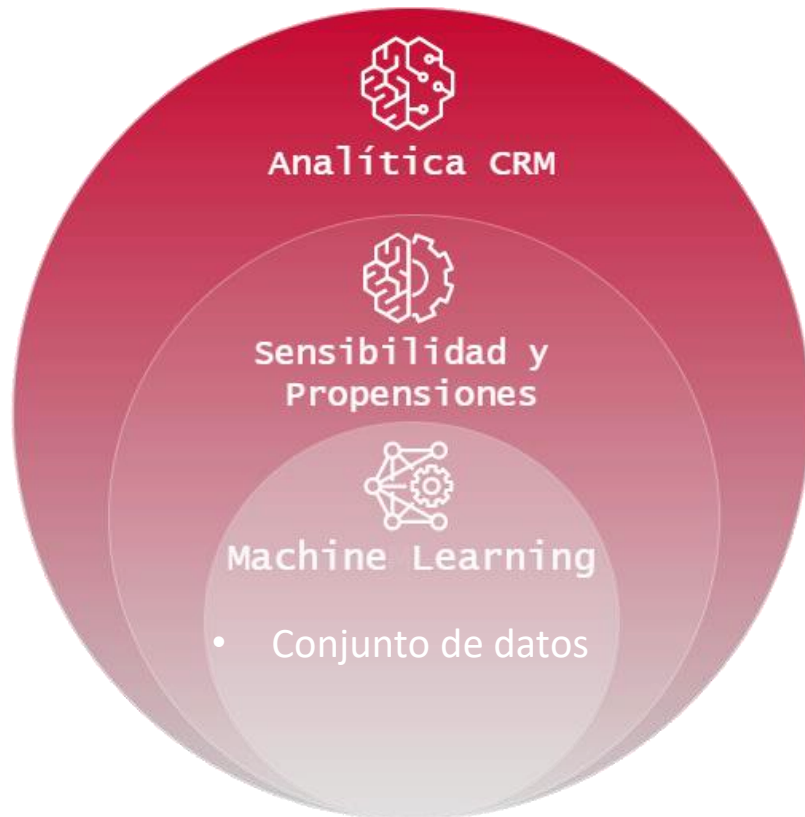 Analítica CRM
Sensibilidad y
Propensiones
Machine Learning
• Conjunto de datos